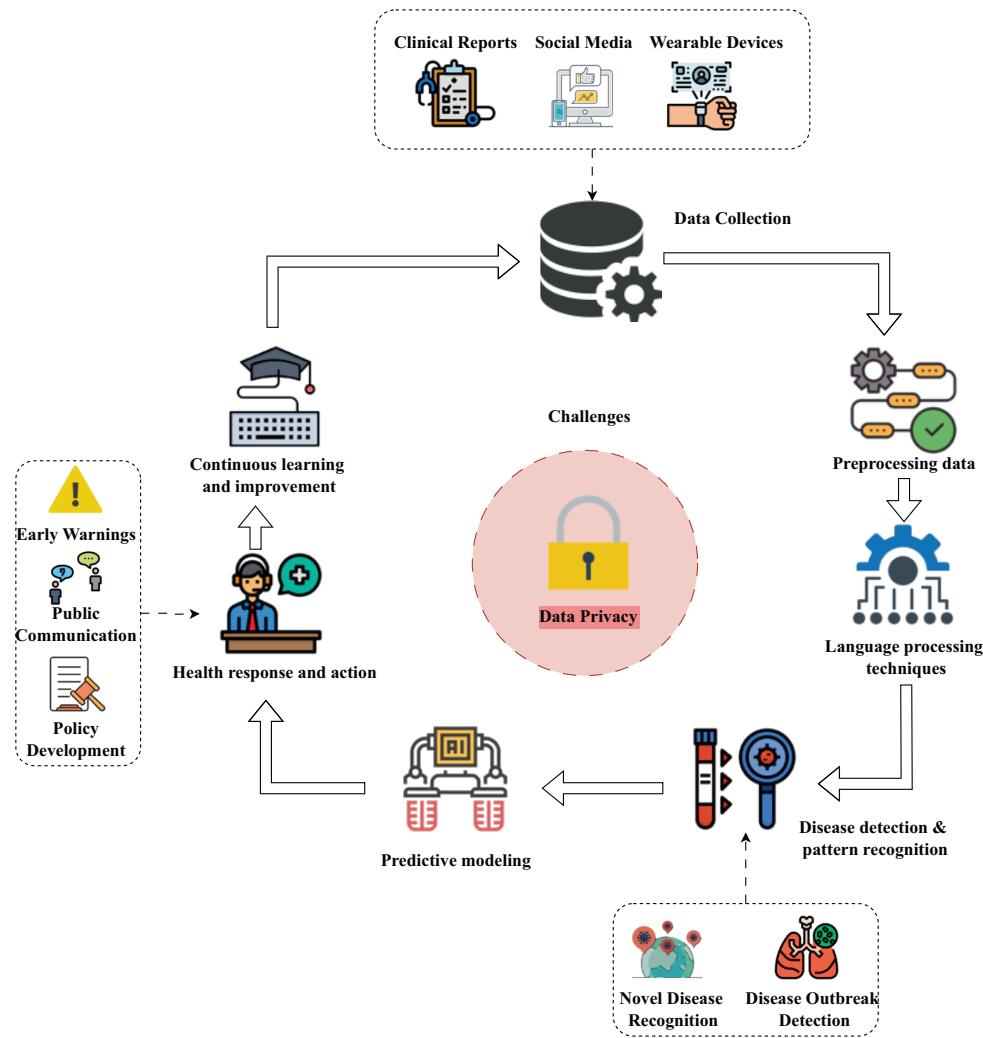 Clinical Reports
Social Media
Wearable Devices
Data Collection
Preprocessing data
Language processing
techniques
Disease detection &
pattern recognition
Novel Disease
Recognition
Disease Outbreak
Detection
AI
Predictive modeling
Health response and action
Early Warnings
Public
Communication
Policy
Development
Continuous learning
and improvement
Challenges
Data Privacy